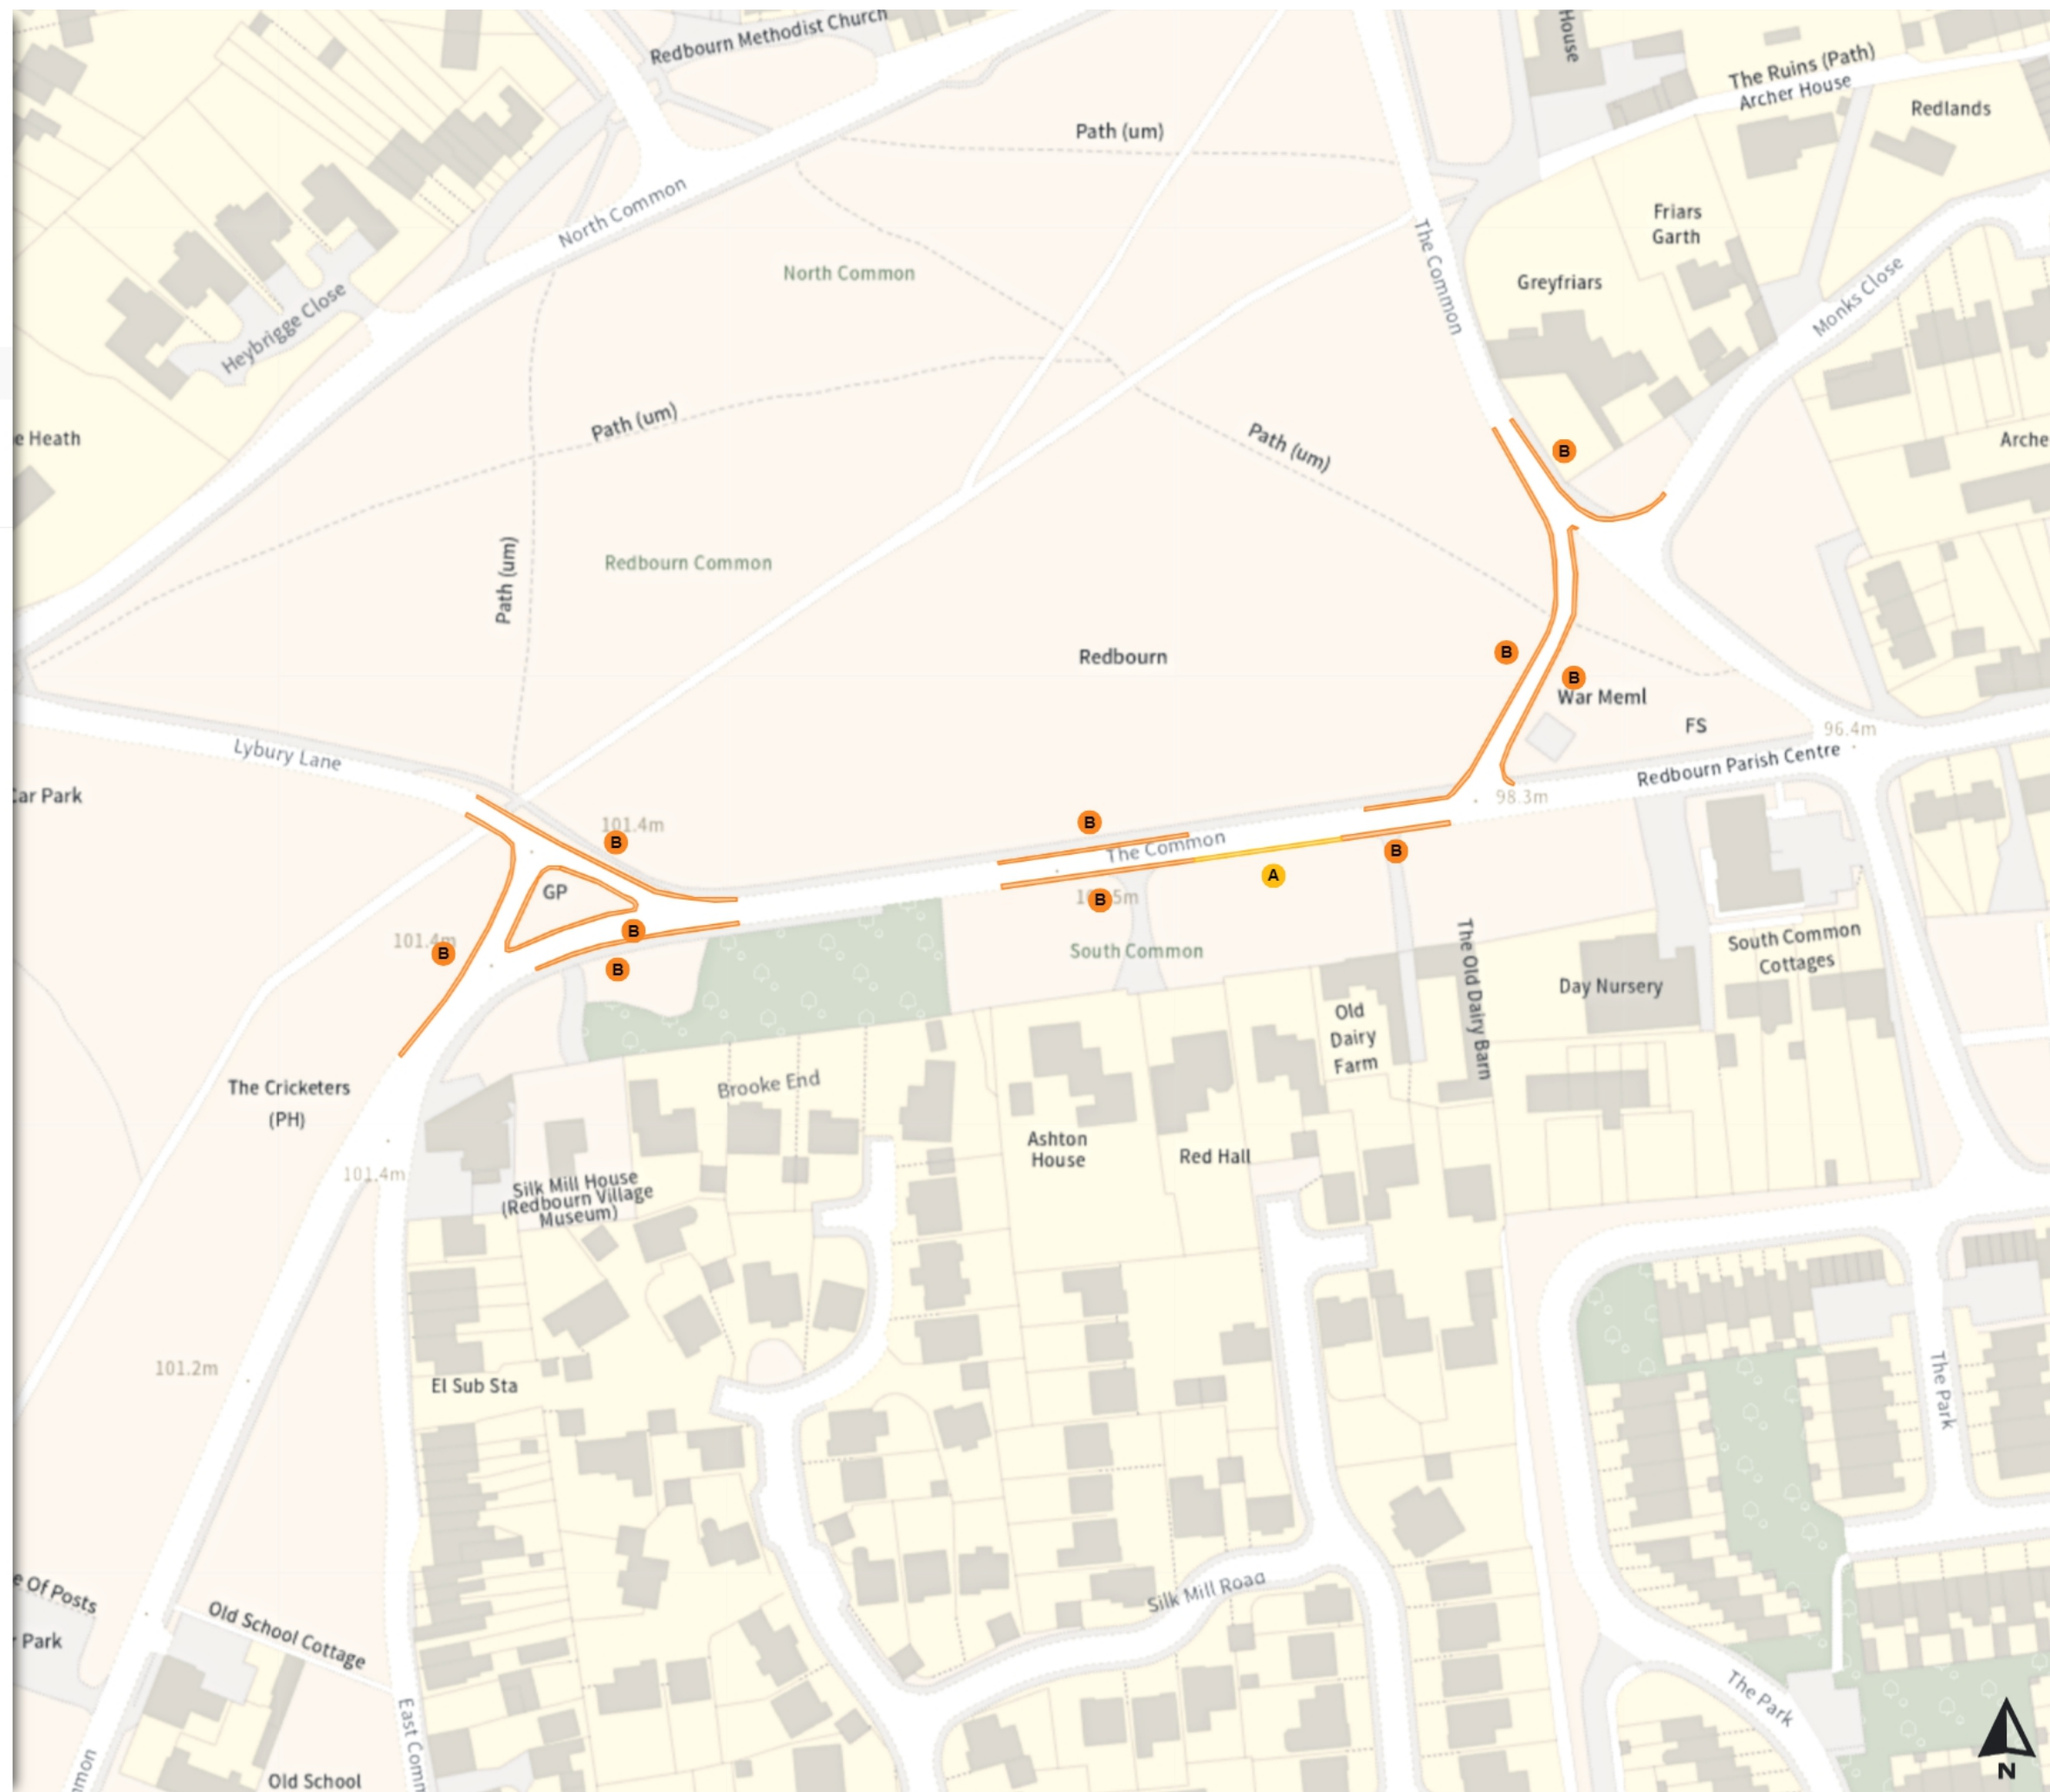 Redbourn Methodist Church
House
The Ruins (Path)
Archer House
Redlands
Path (um)
North Common
The Common
Friars
Garth
North Common
Greyfriars
Heybrigge Close
Monks Close
Path (um)
Path (um)
e Heath
Arche
B
Path (um)
Redbourn Common
Redbourn
B
B
War Meml
FS
96.4m
Lybury Lane
Redbourn Parish Centre
Car Park
98.3m
101.4m
B
B
The Common
B
A
GP
B
5m
101.4m
B
B
B
South Common
The Old Dairy Barn
South Common
Cottages
Day Nursery
Old
Dairy
Farm
The Cricketers
(PH)
Brooke End
Ashton
House
Red Hall
101.4m
Silk Mill House
(Redbourn Village
Museum)
101.2m
El Sub Sta
The Park
e Of Posts
Old School Cottage
Silk Mill Road
Park
The Park
East Comm
mon
Old School
N